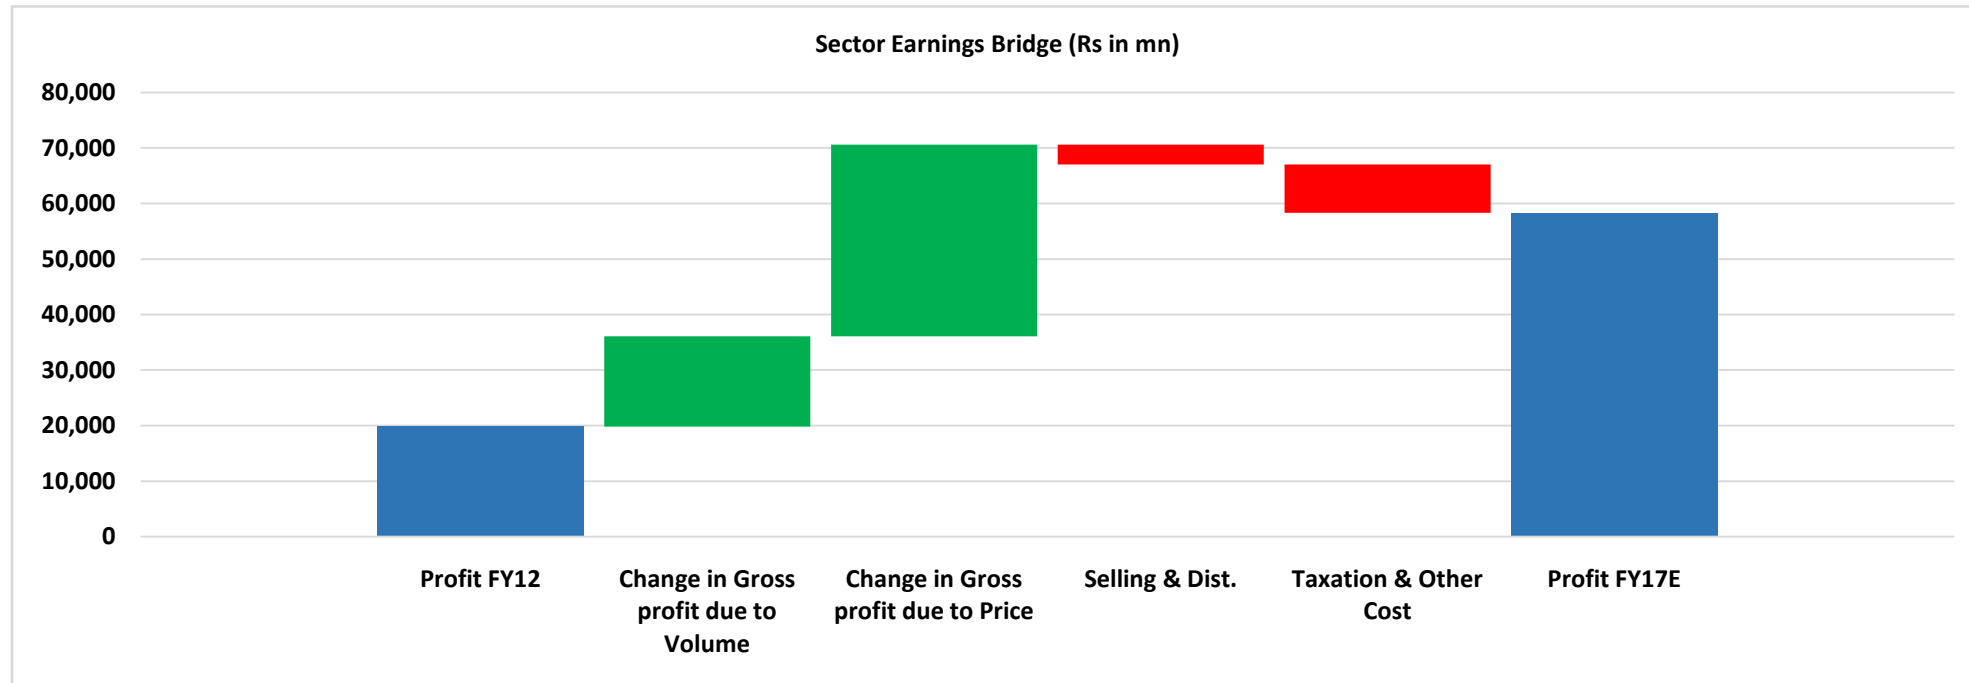 Sector Earnings Bridge (Rs in mn)
80,000
70,000
60,000
50,000
40,000
30,000
20,000
10,000
0
Profit FY12
Change in Gross
profit due to
Volume
Change in Gross
profit due to Price
Selling & Dist.
Taxation & Other
Cost
Profit FY17E